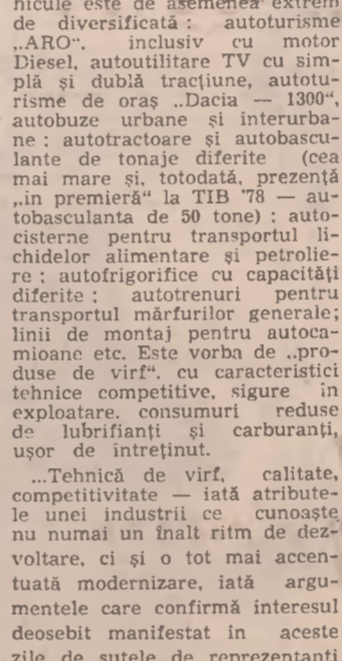 hicule este de asemenea extrem
de diversificată : autoturisme
„ARO“, inclusiv cu motor
Diesel, autoutilitare TV cu sim-
plă și dublă tracțiune, autotu-
risme de oraș „Dacia — 1300“,
autobuze urbane și interurba-
ne ; autotractoare și autobascu-
lante de tonaje diferite (cea
mai mare și, totodată, prezentă
„in premieră“ la TIB '78 — au-
tobasculanta de 50 tone) ; auto-
cisterne pentru transportul li-
chidelor alimentare și petrolie-
re ; autofrigorifice cu capacități
diferite ; autotrenuri pentru
transportul mărfurilor generale;
linii de montaj pentru autoca-
mioane etc. Este vorba de „pro-
duse de virf“. cu caracteristici
tehnice competitive, sigure în
exploatare. consumuri reduse
de lubrifianți și carburanți,
ușor de întreținut.
...Tehnică de virf, calitate,
competitivitate — iată atribute-
le unei industrii ce cunoaște
nu numai un înalt ritm de dez-
voltare, ci și o tot mai accen-
tuată modernizare, iată argu-
mentele care confirmă interesul
deosebit manifestat în aceste
zile de sutele de reprezentanți